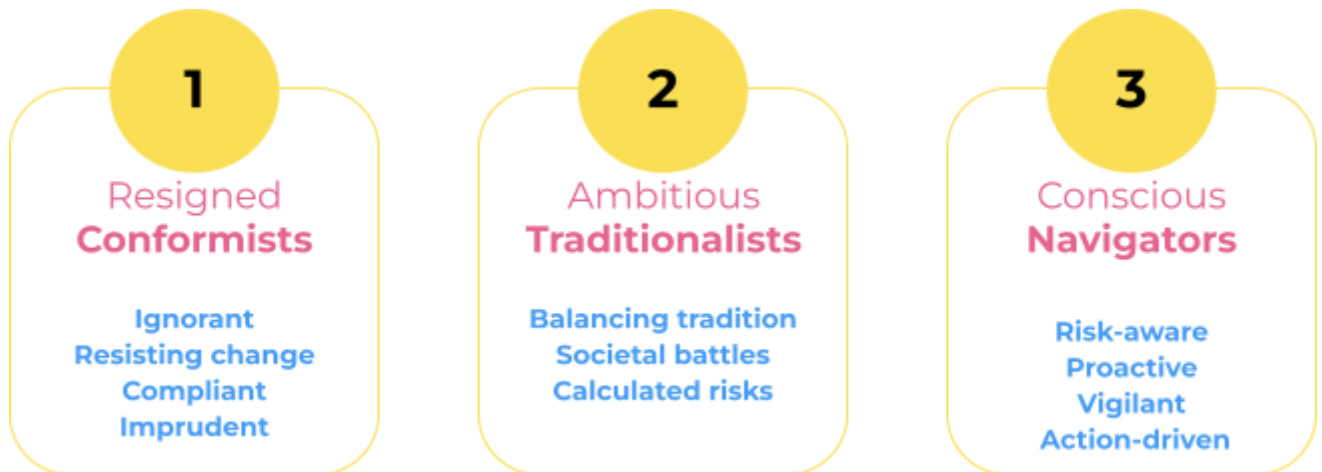 1
Resigned
Conformists
Ignorant
Resisting change
Compliant
Imprudent
2
Ambitious
Traditionalists
Balancing tradition
Societal battles
Calculated risks
3
Conscious
Navigators
Risk-aware
Proactive
Vigilant
Action-driven